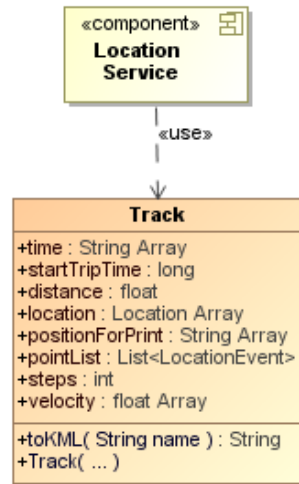 «component»
Location
Service
«use»
Track
+time : String Array
+startTripTime : long
+distance : float
+location : Location Array
+positionForPrint : String Array
+pointList : List<LocationEvent>
+steps : int
+velocity : float Array
+toKML( String name ) : String
+Track( ... )